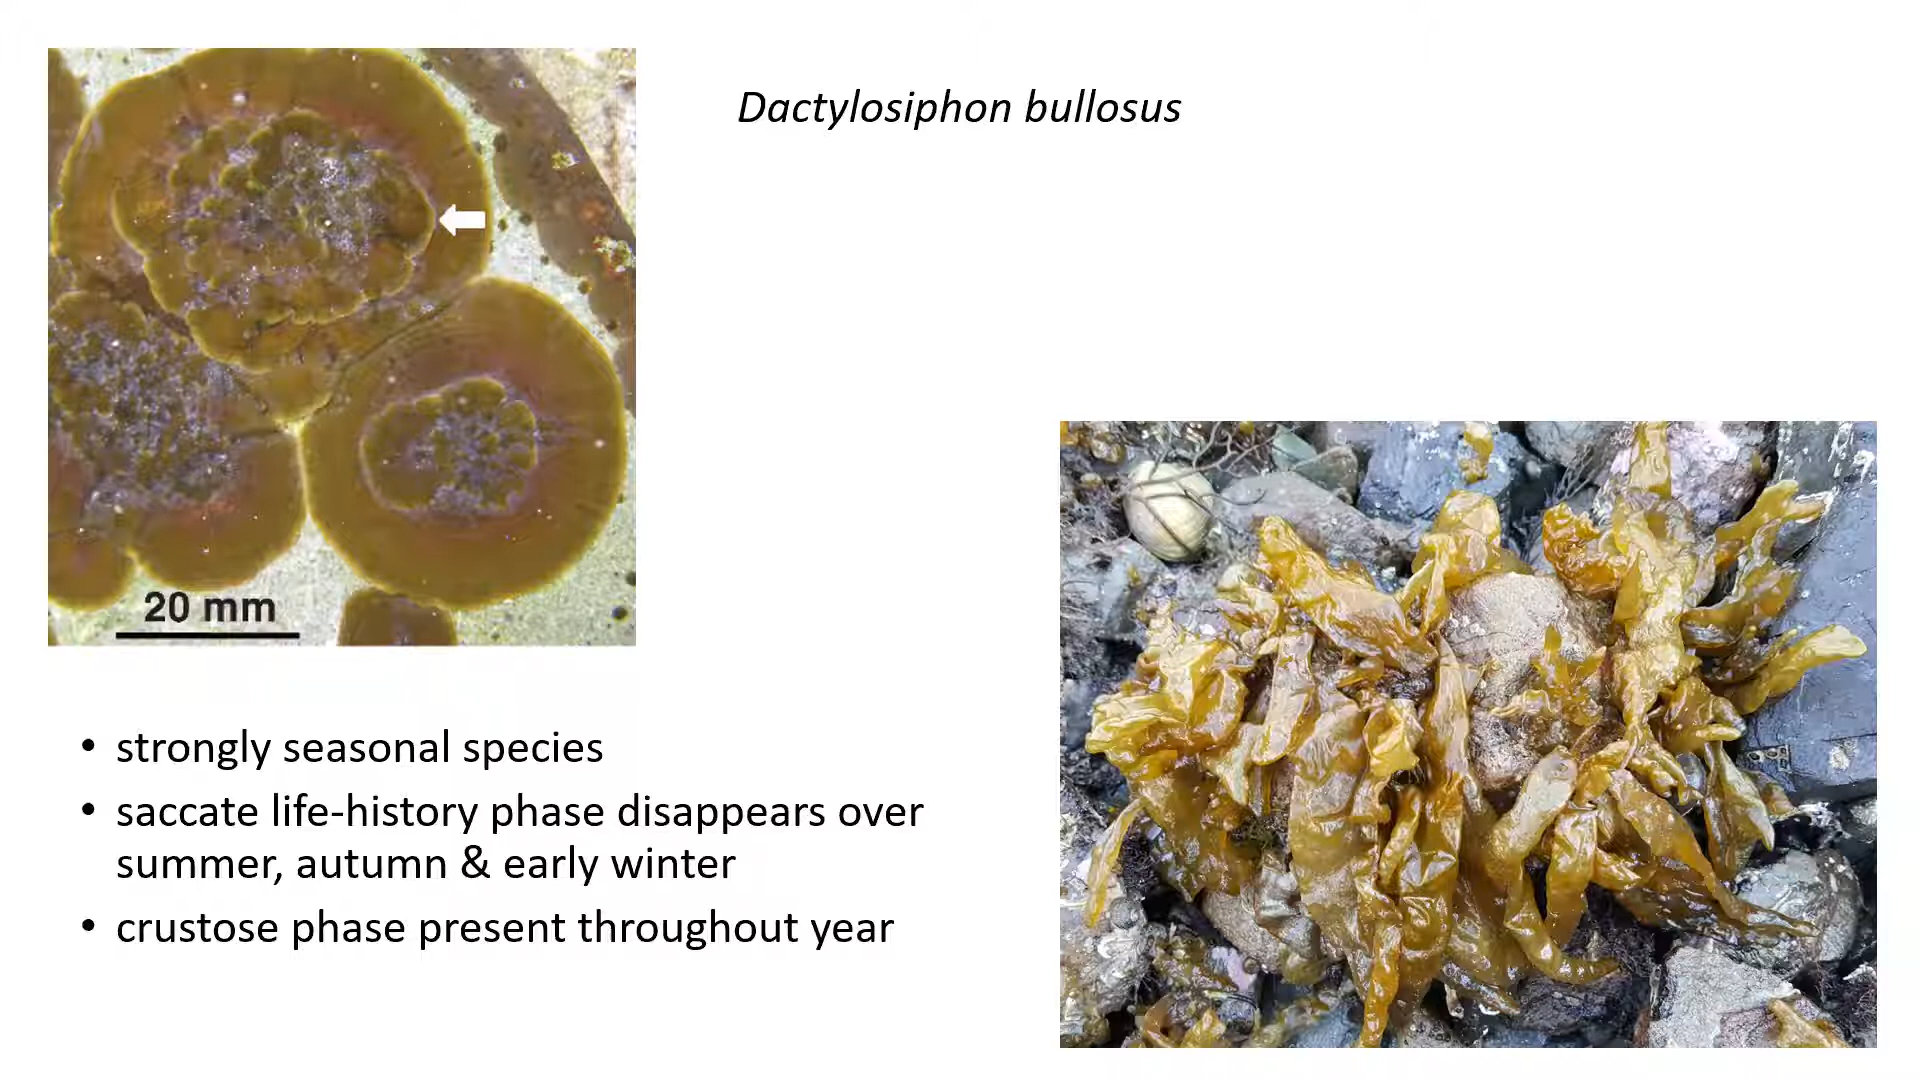 Dactylosiphon bullosus
20 mm
• strongly seasonal species
• saccate life-history phase disappears over
summer, autumn & early winter
• crustose phase present throughout year